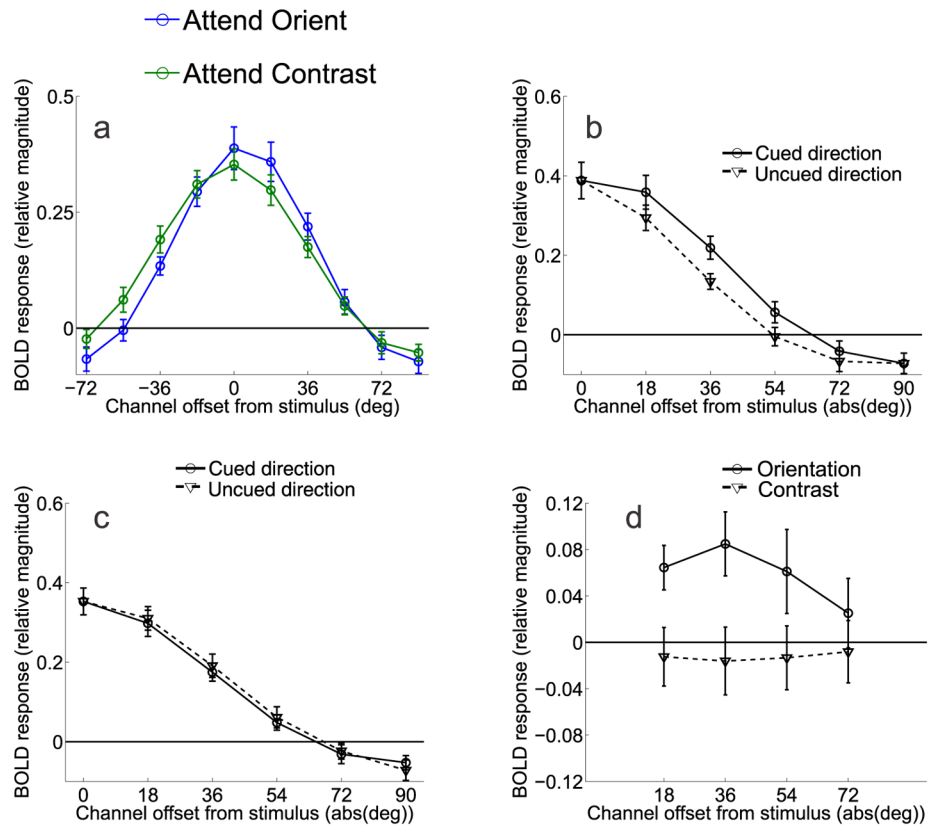 Attend Orient
Attend Contrast
a
0.5
0.25
0
−72
−36
0
36
72
BOLD response (relative magnitude)
Channel offset from stimulus (deg)
b
Cued direction
Uncued direction
0.6
0.4
0.2
0
0
18
36
54
72
90
BOLD response (relative magnitude)
Channel offset from stimulus (abs(deg))
c
Cued direction
Uncued direction
0.6
0.4
0.2
0
0
18
36
54
72
90
BOLD response (relative magnitude)
Channel offset from stimulus (abs(deg))
d
Orientation
Contrast
0.12
0.08
0.04
0
−0.04
−0.08
−0.12
18
36
54
72
BOLD response (relative magnitude)
Channel offset from stimulus (abs(deg))